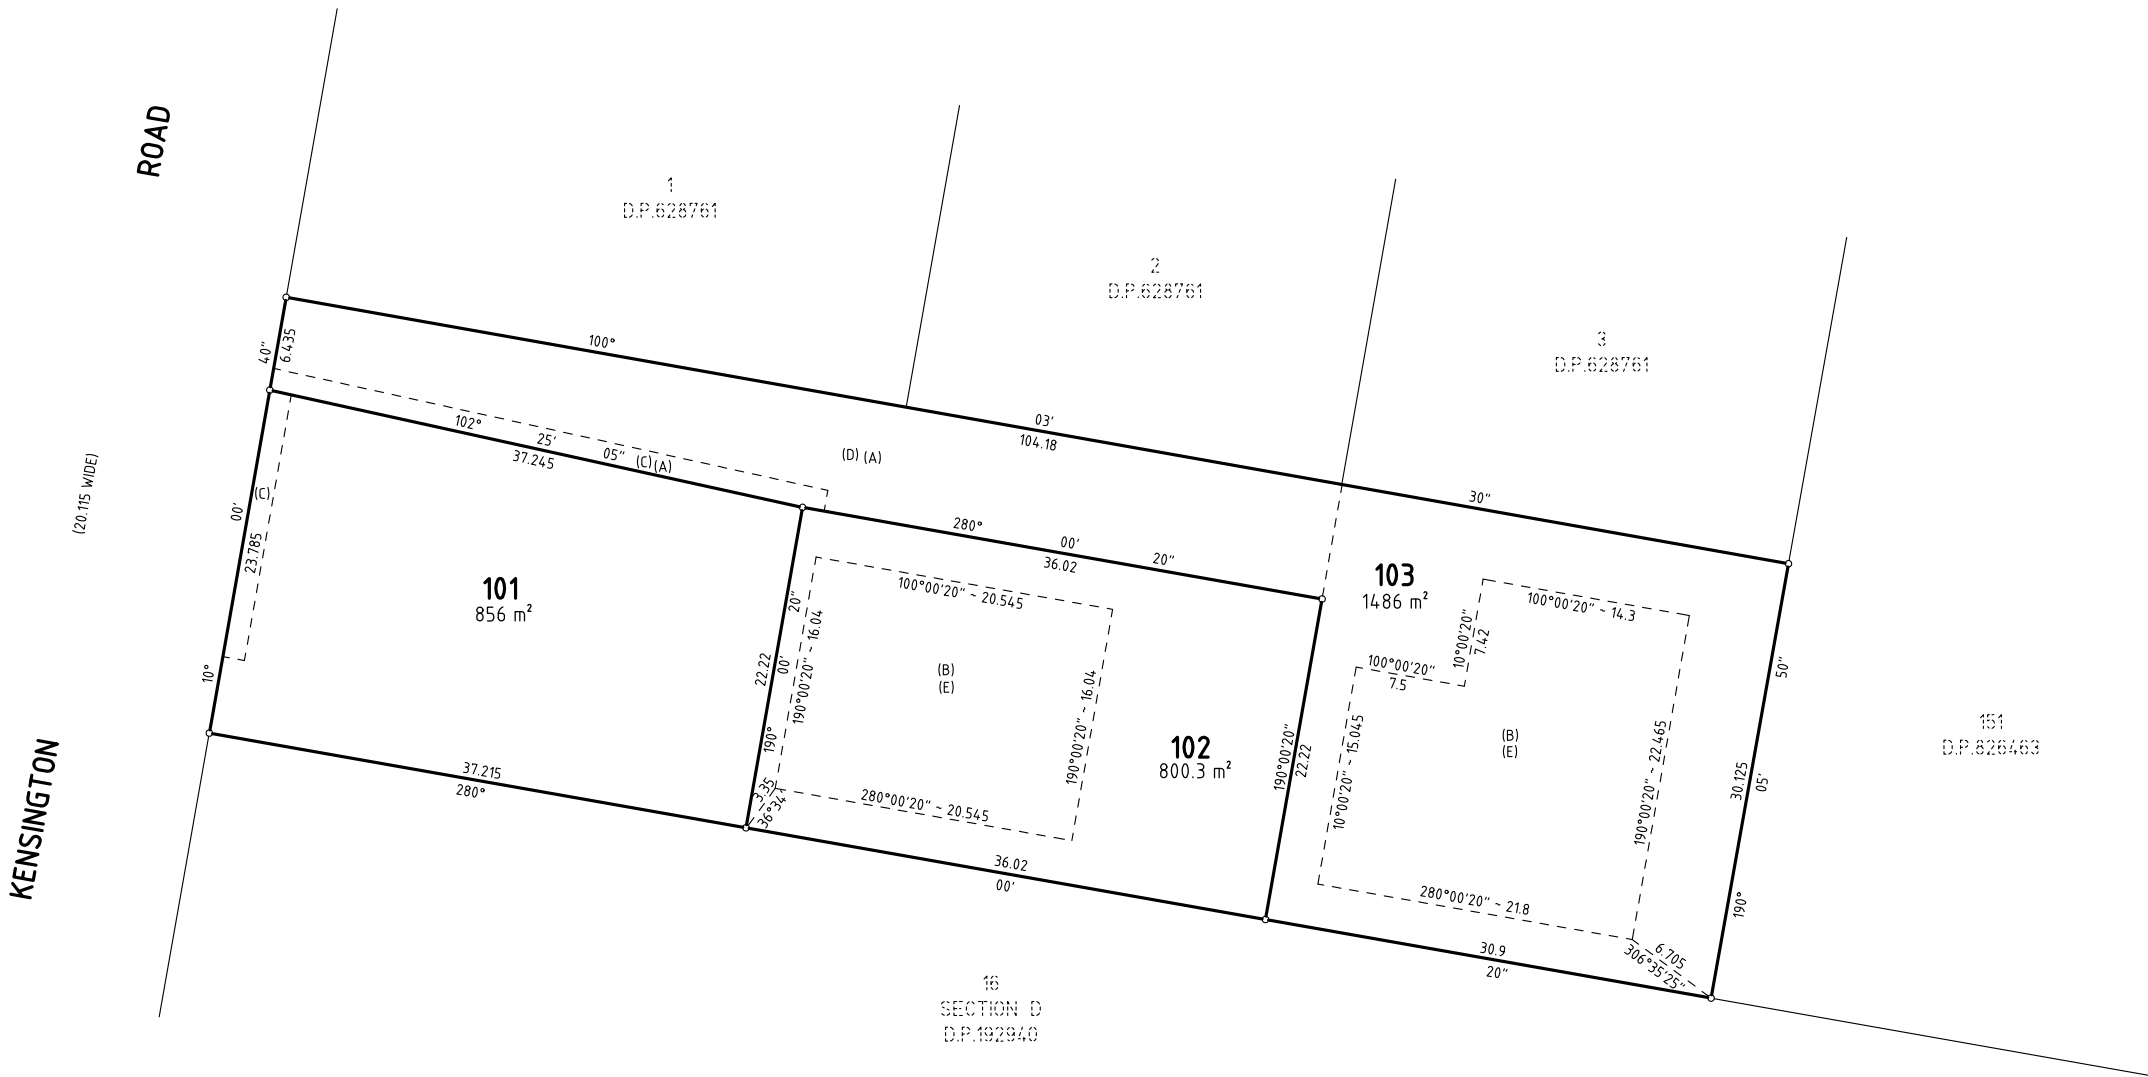 ROAD
1
D.P.628761
2
D.P.628761
3
D.P.628761
40"
6.435
100°
03'
104.18
30"
102°
25'
05"
37.245
(C)(A)
(D) (A)
(20.115 WIDE)
(C)
00'
23.785
10°
101
856 m²
280°
00'
20"
36.02
100°00'20" ~ 20.545
20"
00'
190°
22.22
190°00'20" ~ 16.04
(B)
(E)
190°00'20" ~ 16.04
280°00'20" ~ 20.545
3.35
36°34'
102
800.3 m²
190°00'20"
22.22
103
1486 m²
100°00'20" ~ 14.3
10°00'20"
7.42
100°00'20"
7.5
10°00'20" ~ 15.045
(B)
(E)
190°00'20" ~ 22.465
280°00'20" ~ 21.8
6.705
306°35'25"
50"
30.125
05'
190°
151
D.P.826463
KENSINGTON
37.215
280°
36.02
00'
30.9
20"
16
SECTION D
D.P.192940